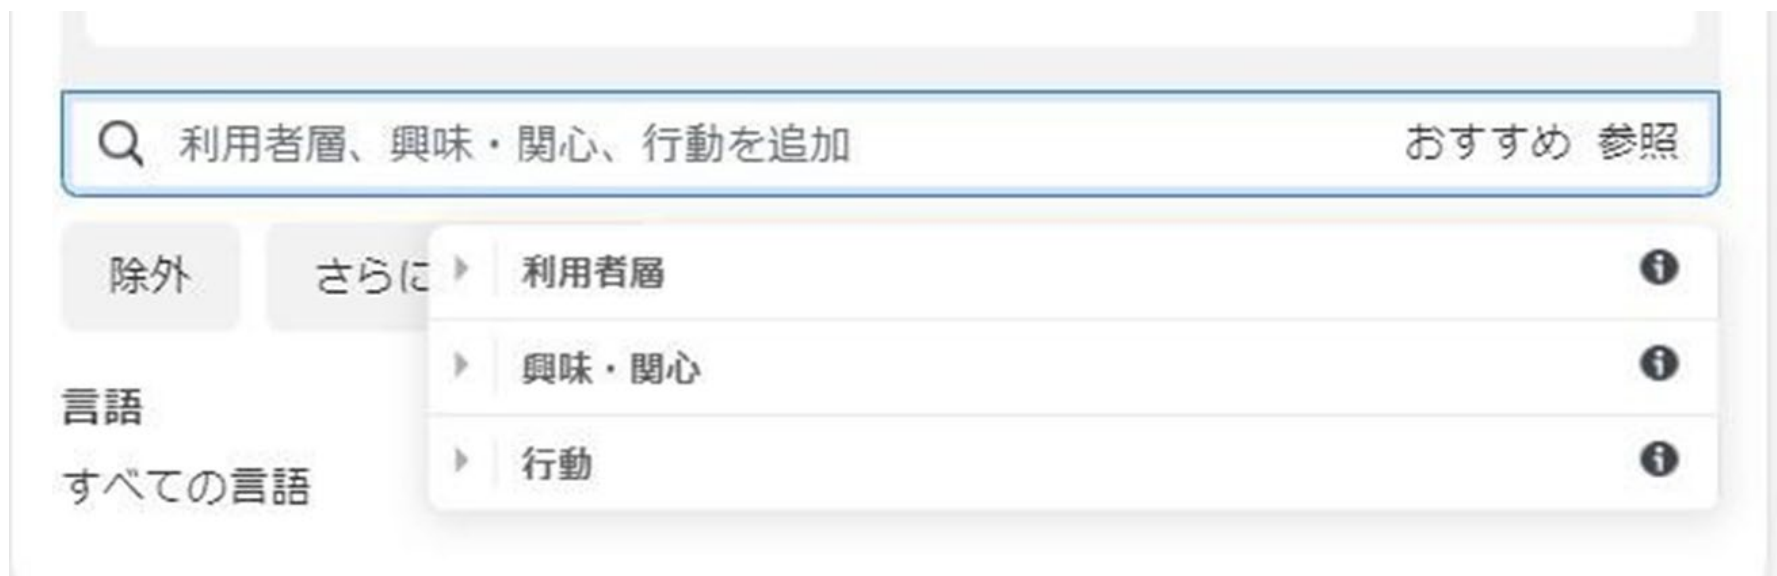 利用者層、興味・関心、行動を追加 おすすめ 参照
除外 さらに
利用者層
興味・関心
行動
言語
すべての言語